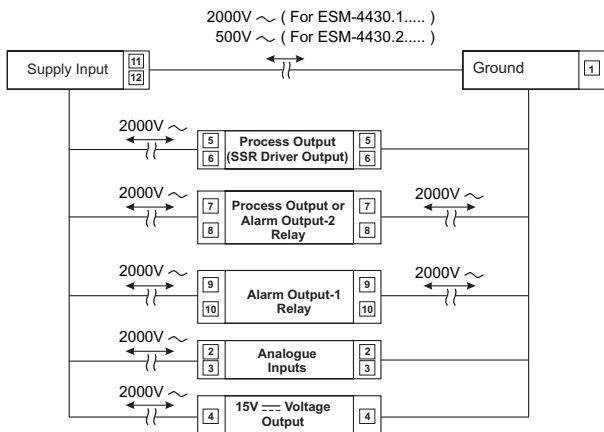 2000V ～ ( For ESM-4430.1..... )
500V ～ ( For ESM-4430.2..... )
Supply Input
11
12
Ground
1
2000V ～
5
6
Process Output
(SSR Driver Output)
5
6
2000V ～
7
8
Process Output or
Alarm Output-2
Relay
7
8
2000V ～
2000V ～
9
10
Alarm Output-1
Relay
9
10
2000V ～
2000V ～
2
3
Analogue
Inputs
2
3
2000V ～
4
15V ⎓ Voltage
Output
4